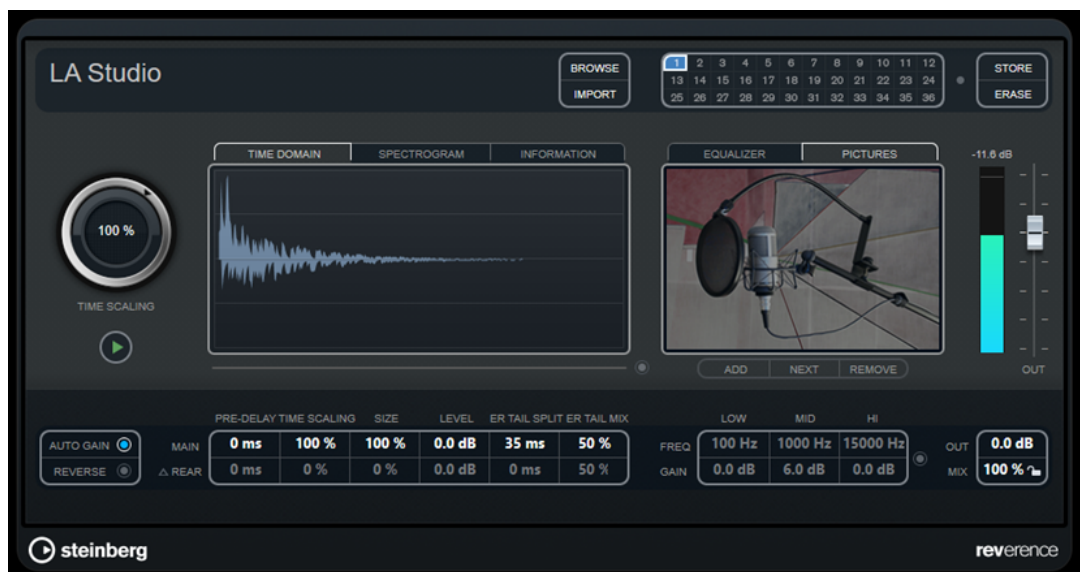 LA Studio
BROWSE
IMPORT
1 2 3 4 5 6 7 8 9 10 11 12
13 14 15 16 17 18 19 20 21 22 23 24
25 26 27 28 29 30 31 32 33 34 35 36
STORE
ERASE
TIME DOMAIN SPECTROGRAM INFORMATION
EQUALIZER PICTURES
-11.6 dB
100 %
TIME SCALING
ADD NEXT REMOVE
OUT
PRE-DELAY TIME SCALING SIZE LEVEL ER TAIL SPLIT ER TAIL MIX
LOW MID HI
AUTO GAIN MAIN 0 ms 100 % 100 % 0.0 dB 35 ms 50 %
FREQ 100 Hz 1000 Hz 15000 Hz OUT 0.0 dB
REVERSE △ REAR 0 ms 0 % 0 % 0.0 dB 0 ms 50 %
GAIN 0.0 dB 6.0 dB 0.0 dB MIX 100 %
steinberg
reverence